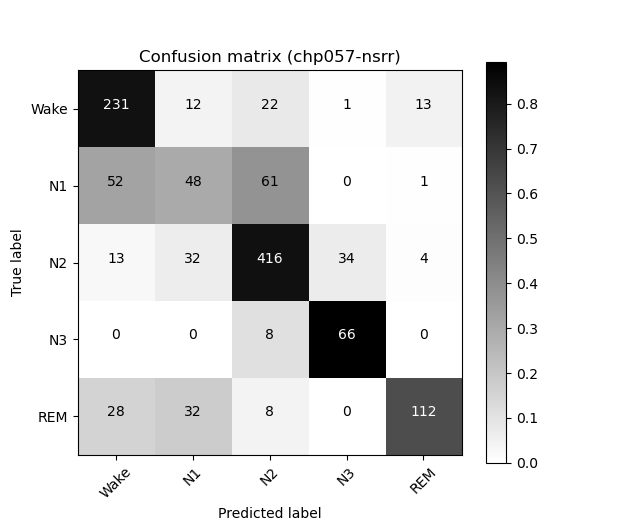 Confusion matrix (chp057-nsrr)
True label
Wake 231 12 22 1 13
N1 52 48 61 0 1
N2 13 32 416 34 4
N3 0 0 8 66 0
REM 28 32 8 0 112
Wake N1 N2 N3 REM
Predicted label
0.8
0.7
0.6
0.5
0.4
0.3
0.2
0.1
0.0